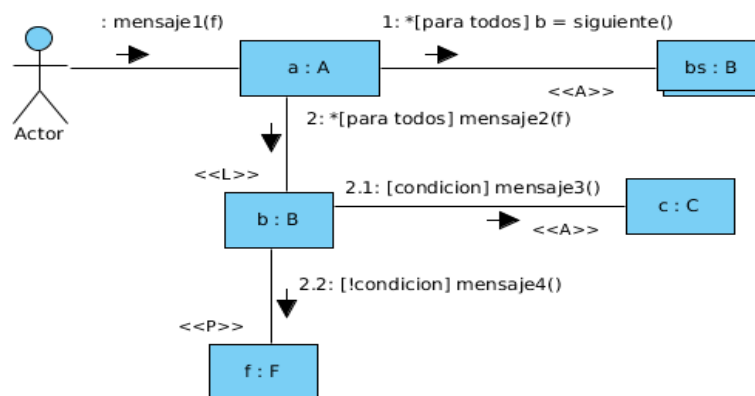 : mensaje1(f)
1: *[para todos] b = siguiente()
a : A
bs : B
<<A>>
Actor
2: *[para todos] mensaje2(f)
<<L>>
2.1: [condicion] mensaje3()
b : B
c : C
<<A>>
2.2: [!condicion] mensaje4()
<<P>>
f : F